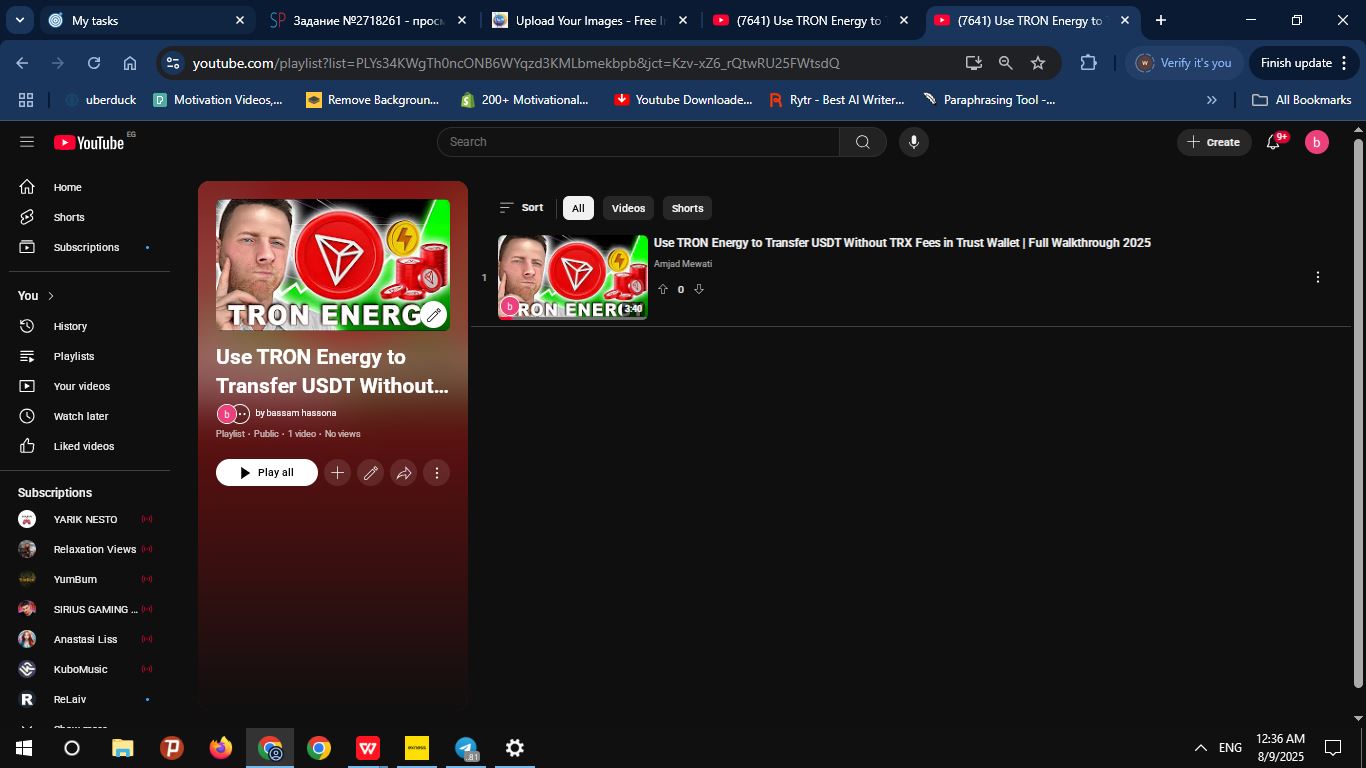 My tasks
Задание №2718261 - прос
Upload Your Images - Free I
(7641) Use TRON Energy to
(7641) Use TRON Energy to
youtube.com/playlist?list=PLYs34KWgTh0ncONB6WYqzd3KMLbmekbpb&jct=Kzv-xZ6_rQtwRU25FWtsdQ
W
Verify it's you
Finish update
uberduck
Motivation Videos,...
Remove Backgroun...
200+ Motivational...
Youtube Downloade...
Rytr - Best AI Writer...
Paraphrasing Tool -...
»
All Bookmarks
YouTube EG
Search
Create
9+
b
Home
Shorts
Subscriptions
You
History
Playlists
Your videos
Watch later
Liked videos
Subscriptions
YARIK NESTO
Relaxation Views
YumBum
SIRIUS GAMING ...
Anastasi Liss
KuboMusic
R
ReLaiv
TRON ENERG
Use TRON Energy to
Transfer USDT Without...
b
by bassam hassona
Playlist • Public • 1 video • No views
Play all
Sort
All
Videos
Shorts
1
b
TRON ENERG
3:40
Use TRON Energy to Transfer USDT Without TRX Fees in Trust Wallet | Full Walkthrough 2025
Amjad Mewati
0
exness
81
ENG
12:36 AM
8/9/2025